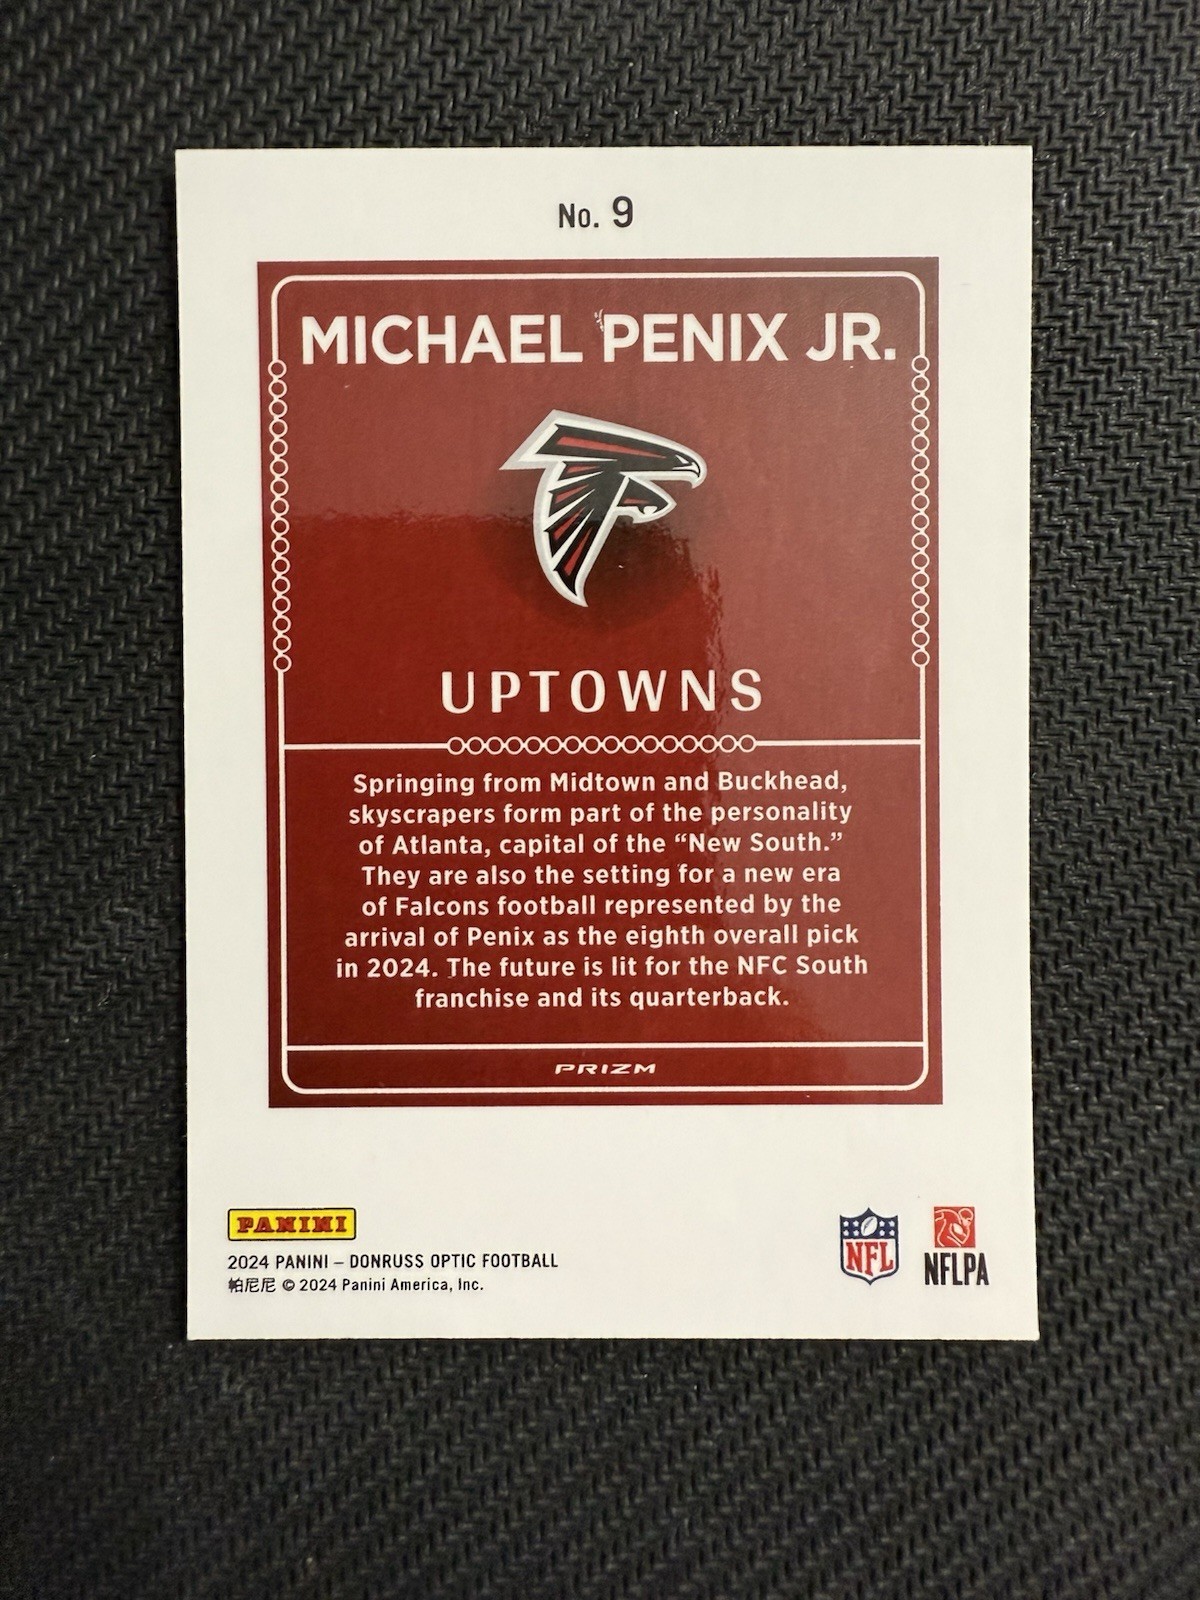 No. 9
MICHAEL PENIX JR.
UPTOWNS
Springing from Midtown and Buckhead,
skyscrapers form part of the personality
of Atlanta, capital of the “New South.”
They are also the setting for a new era
of Falcons football represented by the
arrival of Penix as the eighth overall pick
in 2024. The future is lit for the NFC South
franchise and its quarterback.
PRIZM
PANINI
2024 PANINI – DONRUSS OPTIC FOOTBALL
帕尼尼 © 2024 Panini America, Inc.
NFL
NFLPA